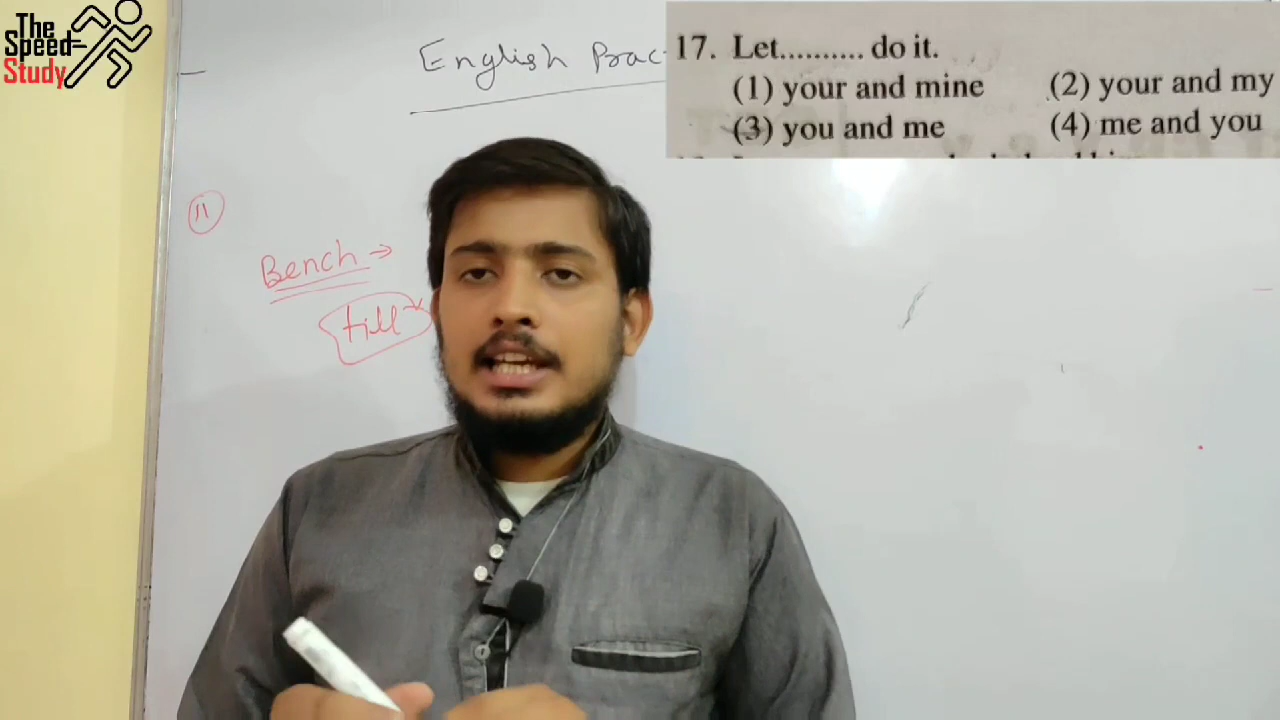 The
Speed
Study
English Prac
17. Let.......... do it.
(1) your and mine (2) your and my
(3) you and me (4) me and you
11
Bench →
till